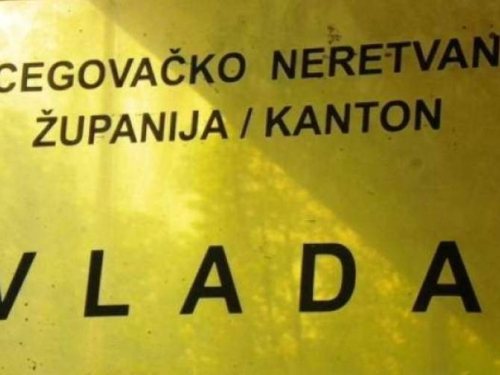 CEGOVAČKO NERETVAN
ŽUPANIJA / KANTON
VLADA